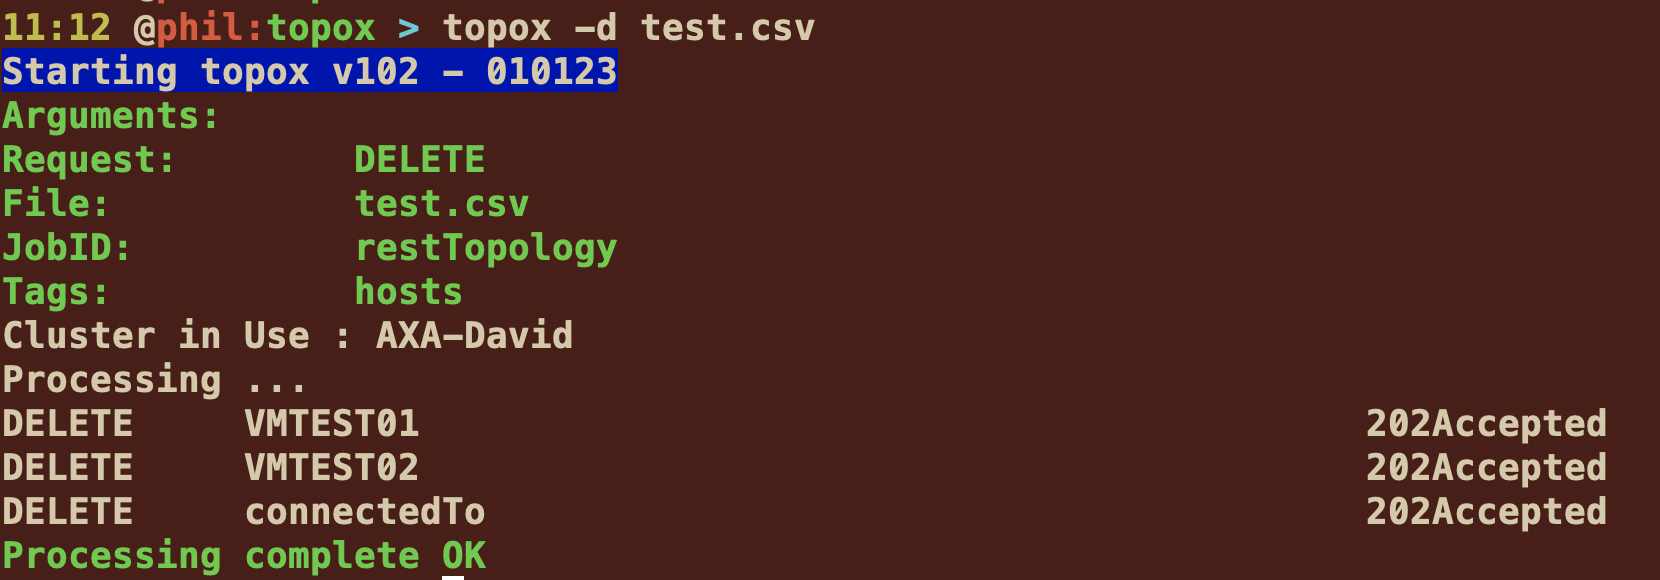 11:12 @phil:topox > topox -d test.csv
Starting topox v102 - 010123
Arguments:
Request: DELETE
File: test.csv
JobID: restTopology
Tags: hosts
Cluster in Use : AXA-David
Processing ...
DELETE VMTEST01 202Accepted
DELETE VMTEST02 202Accepted
DELETE connectedTo 202Accepted
Processing complete OK